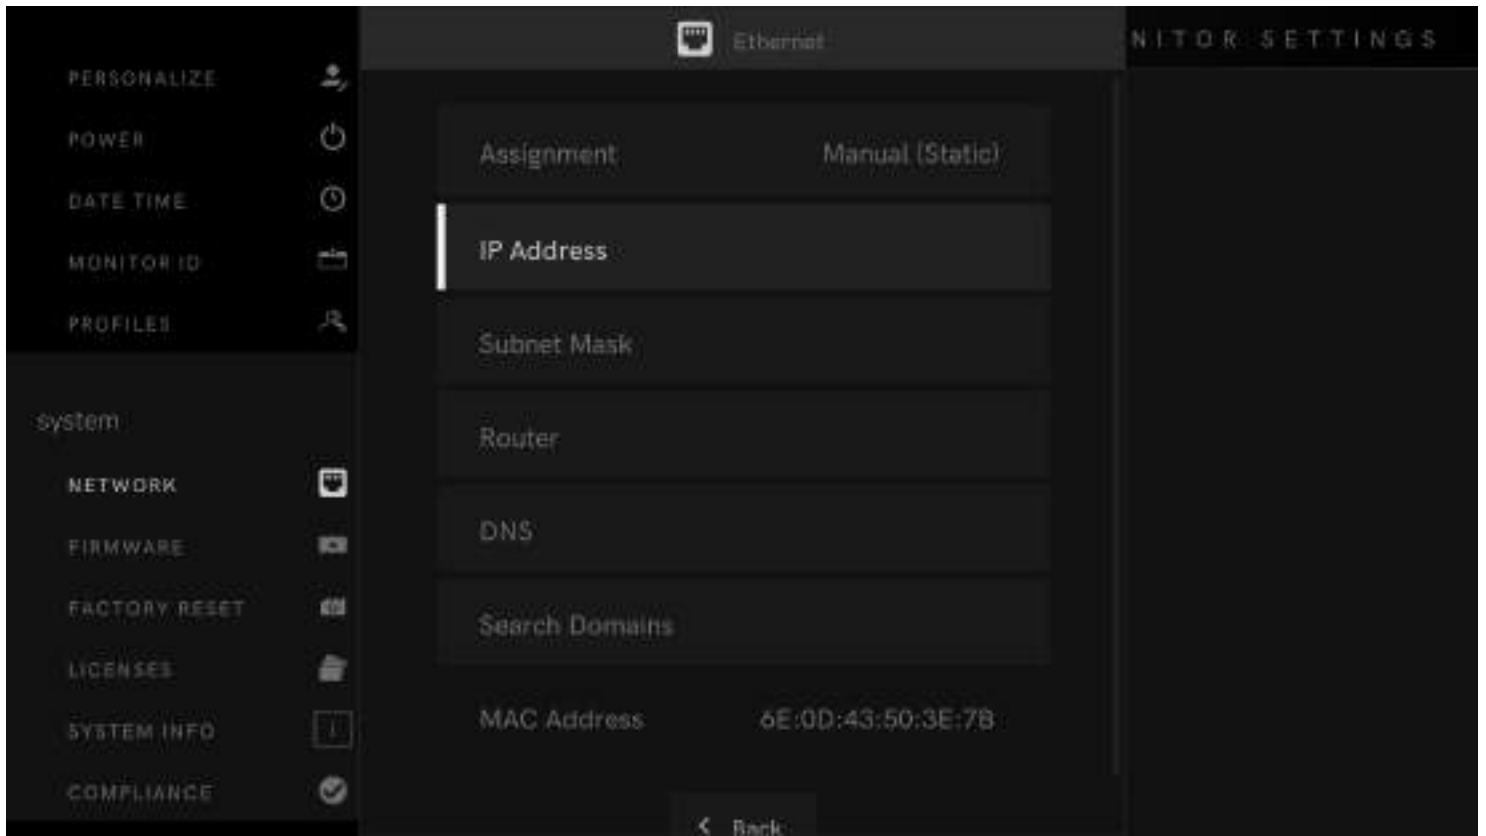 Ethernet
NITOR SETTINGS
PERSONALIZE
POWER
DATE TIME
MONITOR ID
PROFILES
system
NETWORK
FIRMWARE
FACTORY RESET
LICENSES
SYSTEM INFO
COMPLIANCE
Assignment Manual (Static)
IP Address
Subnet Mask
Router
DNS
Search Domains
MAC Address 6E:0D:43:50:3E:7B
Back